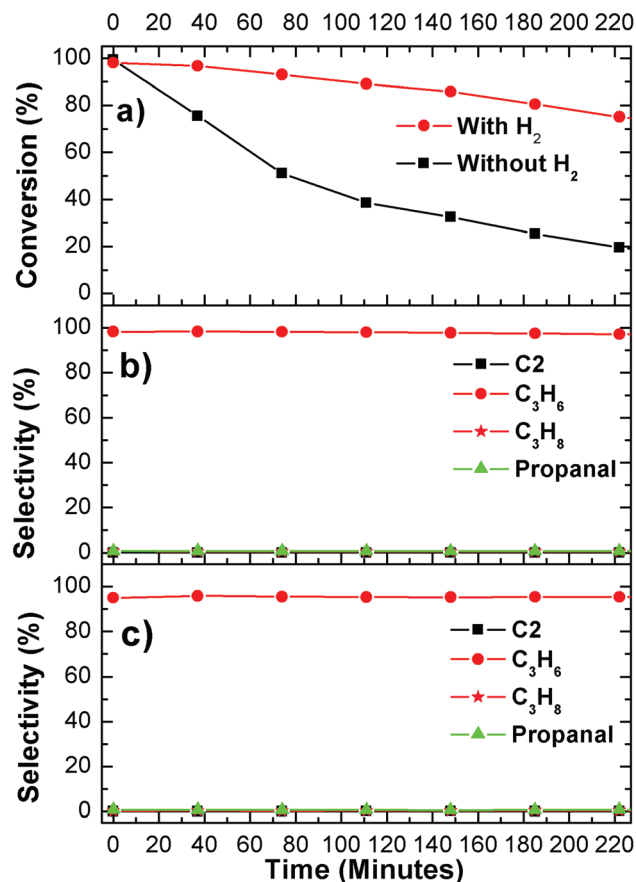 0 20 40 60 80 100 120 140 160 180 200 220
100
80
60
40
20
0
Conversion (%)
a)
With H₂
Without H₂
100
80
60
40
20
0
Selectivity (%)
b)
C2
C₃H₆
C₃H₈
Propanal
100
80
60
40
20
0
Selectivity (%)
c)
C2
C₃H₆
C₃H₈
Propanal
0 20 40 60 80 100 120 140 160 180 200 220
Time (Minutes)